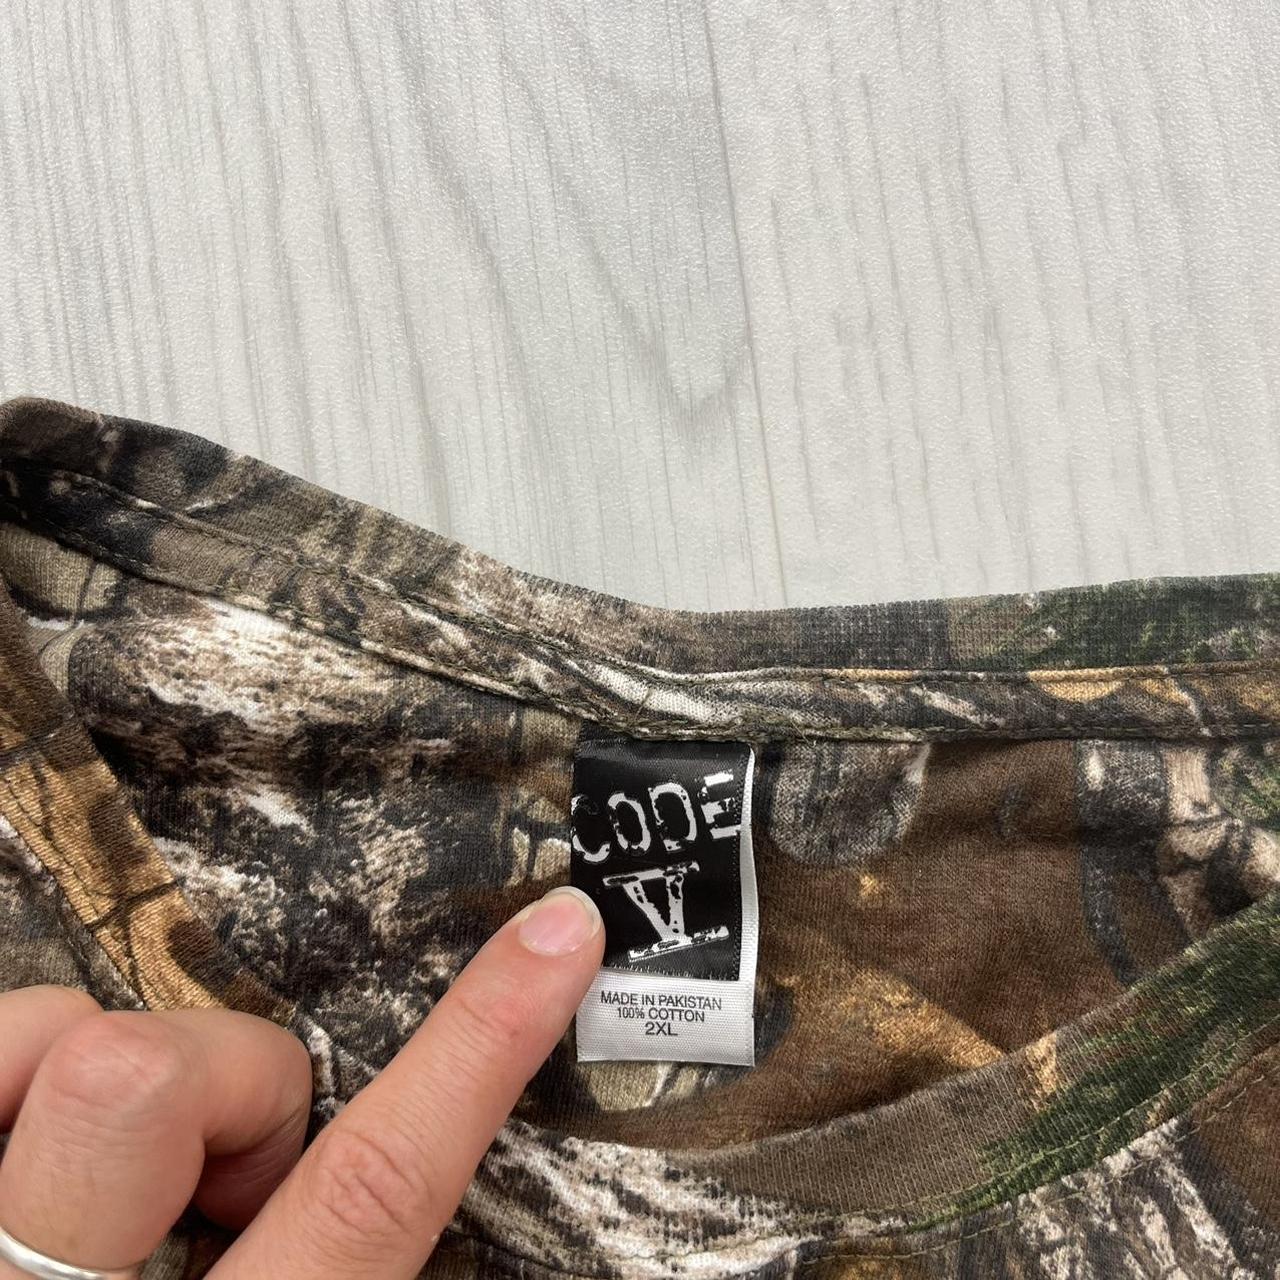 CODE
V
MADE IN PAKISTAN
100% COTTON
2XL